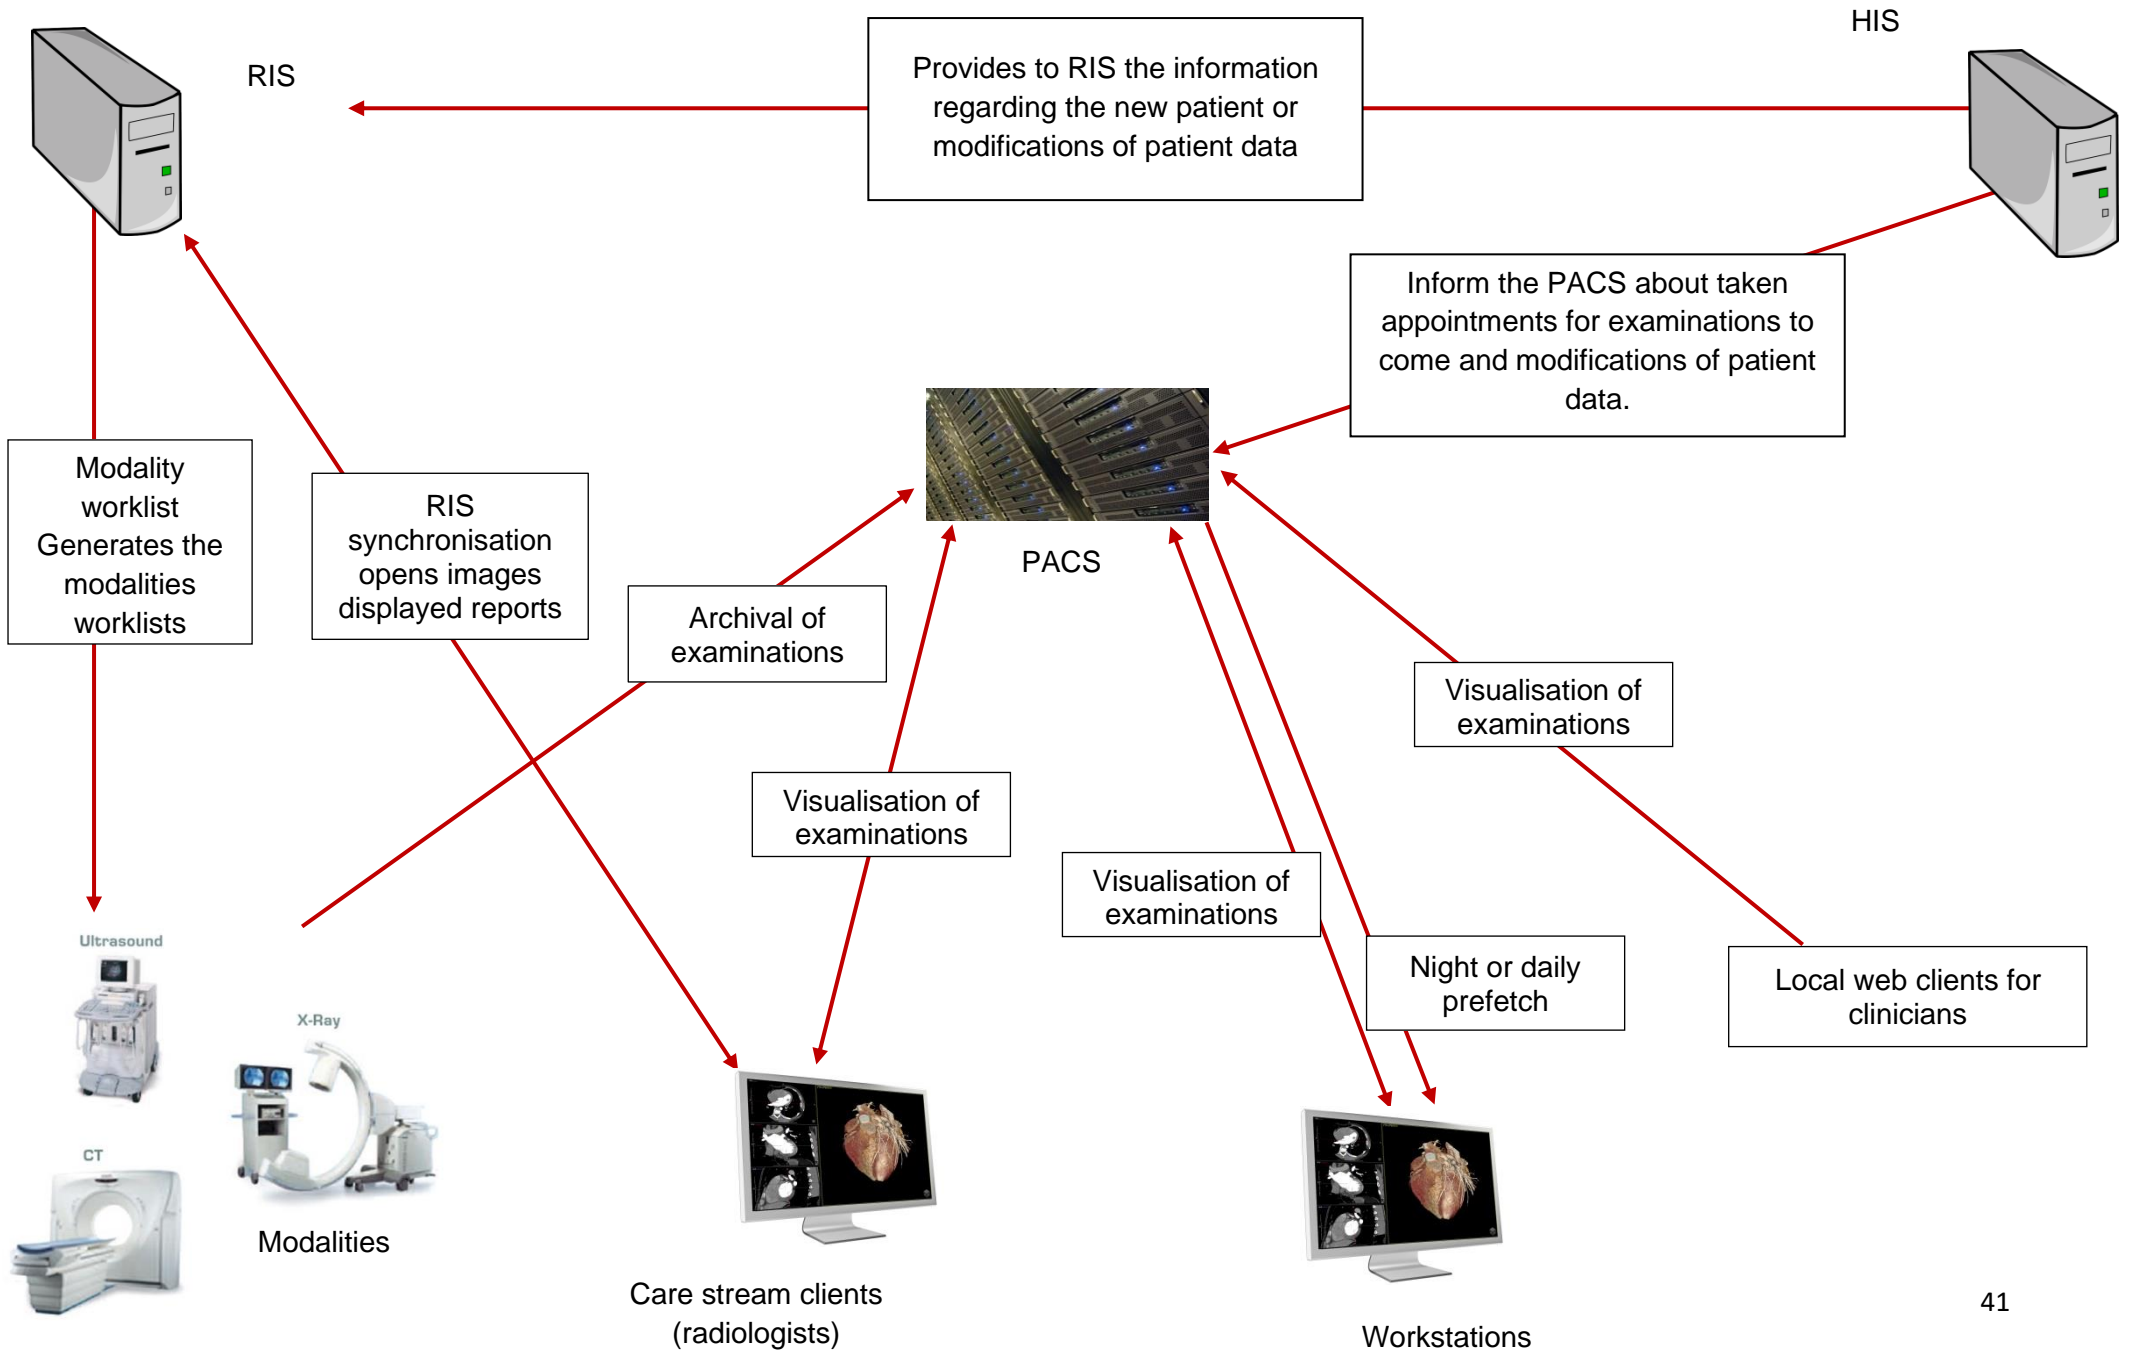 HIS
RIS
Provides to RIS the information
regarding the new patient or
modifications of patient data
Inform the PACS about taken
appointments for examinations to
come and modifications of patient
data.
Modality
worklist
Generates the
modalities
worklists
RIS
synchronisation
opens images
displayed reports
PACS
Archival of
examinations
Visualisation of
examinations
Visualisation of
examinations
Visualisation of
examinations
Night or daily
prefetch
Local web clients for
clinicians
Ultrasound
X-Ray
CT
Modalities
Care stream clients
(radiologists)
Workstations
41